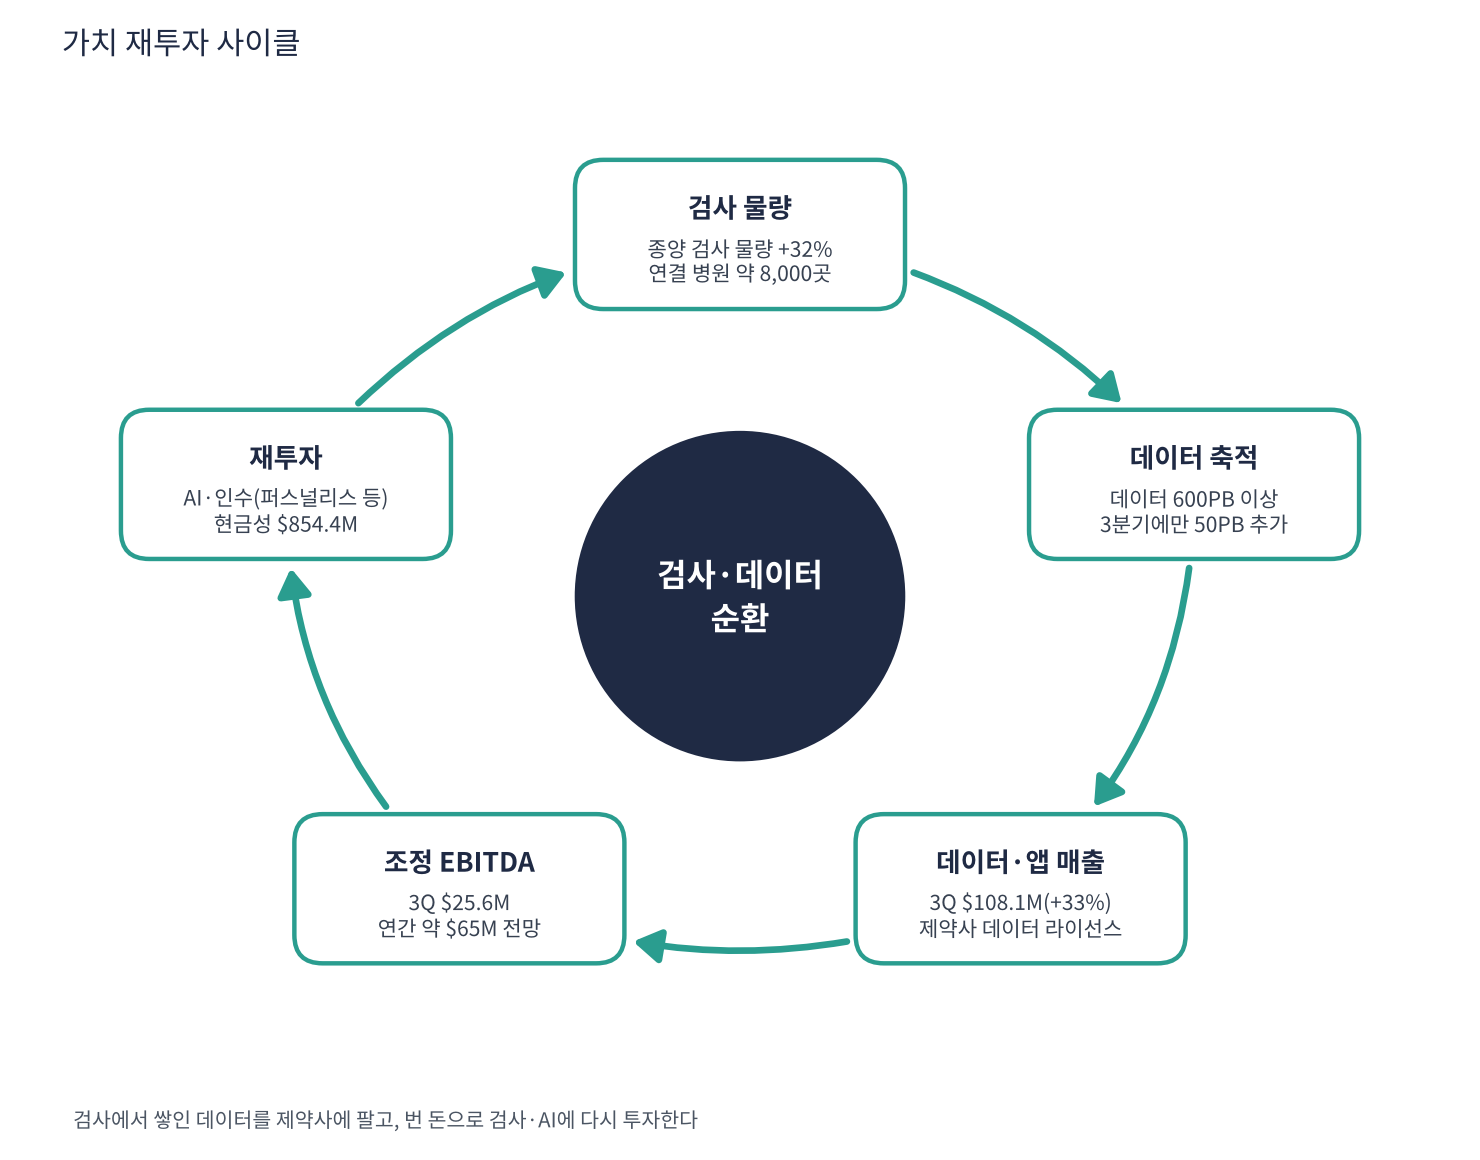 가치 재투자 사이클
검사 물량
종양 검사 물량 +32%
연결 병원 약 8,000곳
재투자
AI·인수(퍼스널리스 등)
현금성 $854.4M
데이터 축적
데이터 600PB 이상
3분기에만 50PB 추가
검사·데이터
순환
조정 EBITDA
3Q $25.6M
연간 약 $65M 전망
데이터·앱 매출
3Q $108.1M(+33%)
제약사 데이터 라이선스
검사에서 쌓인 데이터를 제약사에 팔고, 번 돈으로 검사·AI에 다시 투자한다